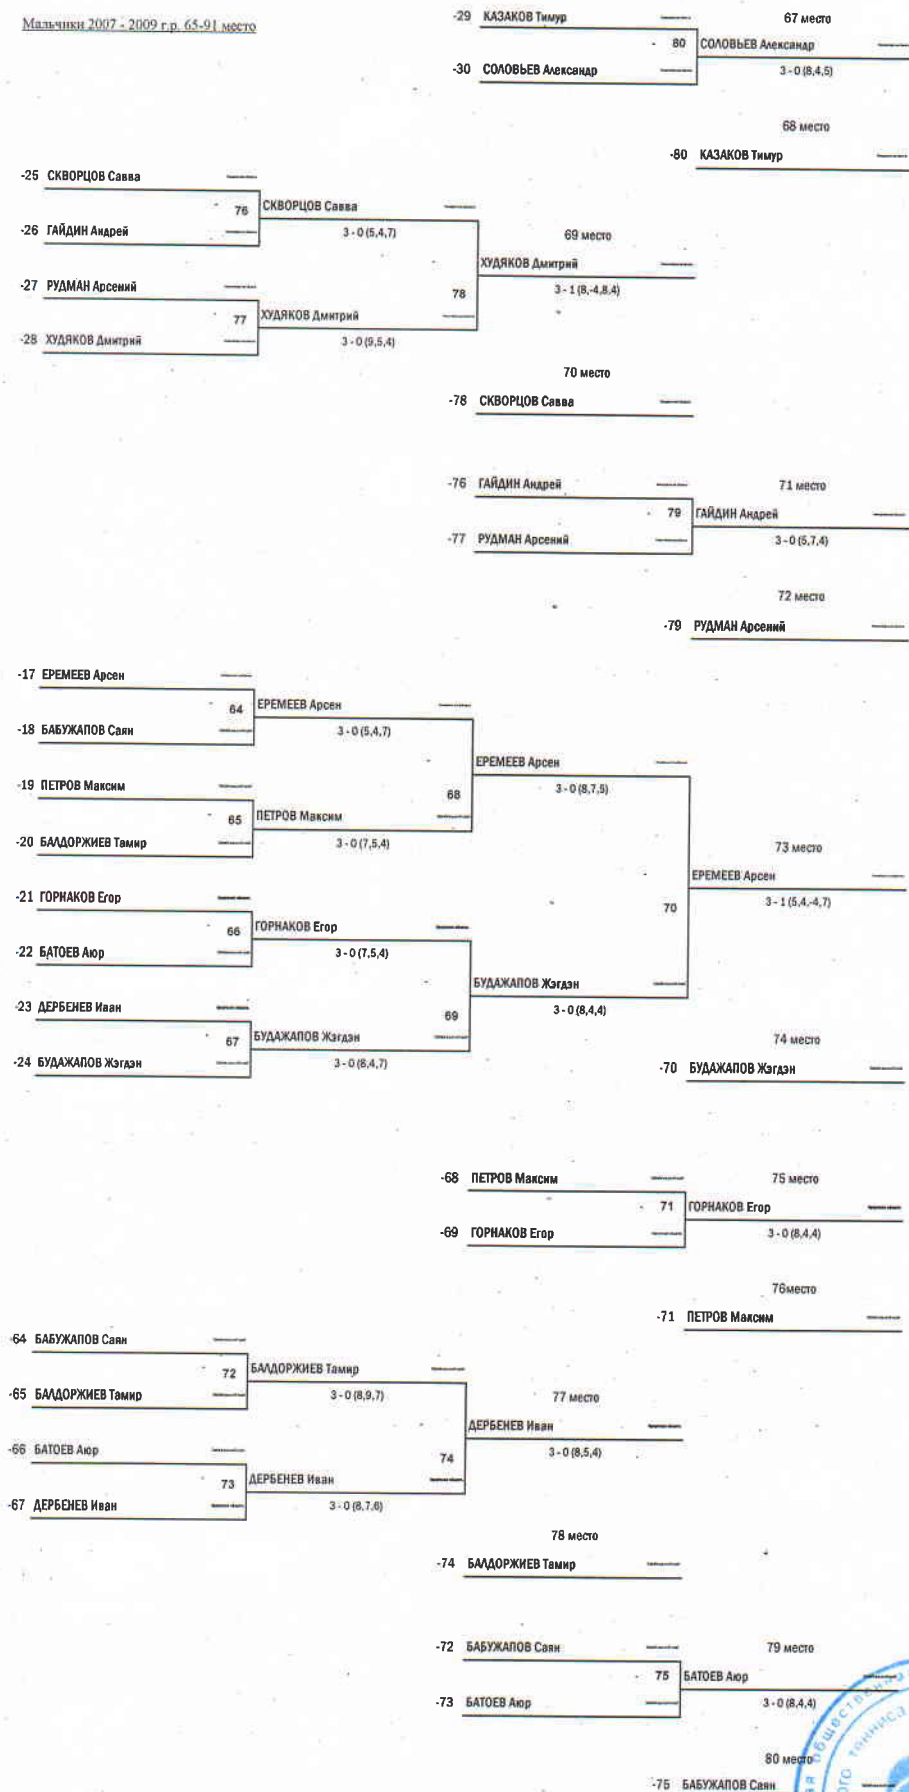 Мальчики 2007 - 2009 г.р. 65-91 место
-29 КАЗАКОВ Тимур
67 место
80 СОЛОВЬЕВ Александр
-30 СОЛОВЬЕВ Александр
3 - 0 (8,4,5)
68 место
-80 КАЗАКОВ Тимур
-25 СКВОРЦОВ Савва
76 СКВОРЦОВ Савва
-26 ГАЙДИН Андрей
3 - 0 (5,4,7)
69 место
ХУДЯКОВ Дмитрий
-27 РУДМАН Арсений
78
3 - 1 (8,-4,8,4)
77 ХУДЯКОВ Дмитрий
-28 ХУДЯКОВ Дмитрий
3 - 0 (9,5,4)
70 место
-78 СКВОРЦОВ Савва
-76 ГАЙДИН Андрей
71 место
79 ГАЙДИН Андрей
-77 РУДМАН Арсений
3 - 0 (5,7,4)
72 место
-79 РУДМАН Арсений
-17 ЕРЕМЕЕВ Арсен
64 ЕРЕМЕЕВ Арсен
-18 БАБУЖАПОВ Саян
3 - 0 (5,4,7)
ЕРЕМЕЕВ Арсен
-19 ПЕТРОВ Максим
68
3 - 0 (8,7,5)
65 ПЕТРОВ Максим
-20 БАЛДОРЖИЕВ Тамир
3 - 0 (7,5,4)
73 место
ЕРЕМЕЕВ Арсен
-21 ГОРНАКОВ Егор
70
3 - 1 (5,4,-4,7)
66 ГОРНАКОВ Егор
-22 БАТОЕВ Аюр
3 - 0 (7,5,4)
БУДАЖАПОВ Жэгдэн
-23 ДЕРБЕНЕВ Иван
69
3 - 0 (8,4,4)
67 БУДАЖАПОВ Жэгдэн
-24 БУДАЖАПОВ Жэгдэн
3 - 0 (8,4,7)
74 место
-70 БУДАЖАПОВ Жэгдэн
-68 ПЕТРОВ Максим
75 место
71 ГОРНАКОВ Егор
-69 ГОРНАКОВ Егор
3 - 0 (8,4,4)
76место
-71 ПЕТРОВ Максим
-64 БАБУЖАПОВ Саян
72 БАЛДОРЖИЕВ Тамир
-65 БАЛДОРЖИЕВ Тамир
3 - 0 (8,9,7)
77 место
ДЕРБЕНЕВ Иван
-66 БАТОЕВ Аюр
74
3 - 0 (8,5,4)
73 ДЕРБЕНЕВ Иван
-67 ДЕРБЕНЕВ Иван
3 - 0 (8,7,6)
78 место
-74 БАЛДОРЖИЕВ Тамир
-72 БАБУЖАПОВ Саян
79 место
75 БАТОЕВ Аюр
-73 БАТОЕВ Аюр
3 - 0 (8,4,4)
80 место
-75 БАБУЖАПОВ Саян